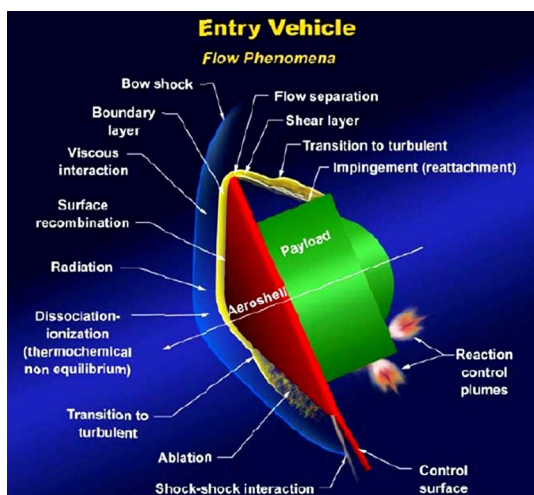 Entry Vehicle
Flow Phenomena
Bow shock
Flow separation
Boundary
layer
Shear layer
Transition to turbulent
Viscous
interaction
Impingement (reattachment)
Surface
recombination
Payload
Radiation
Aeroshell
Dissociation-
ionization
(thermochemical
non equilibrium)
Reaction
control
plumes
Transition to
turbulent
Ablation
Shock-shock interaction
Control
surface